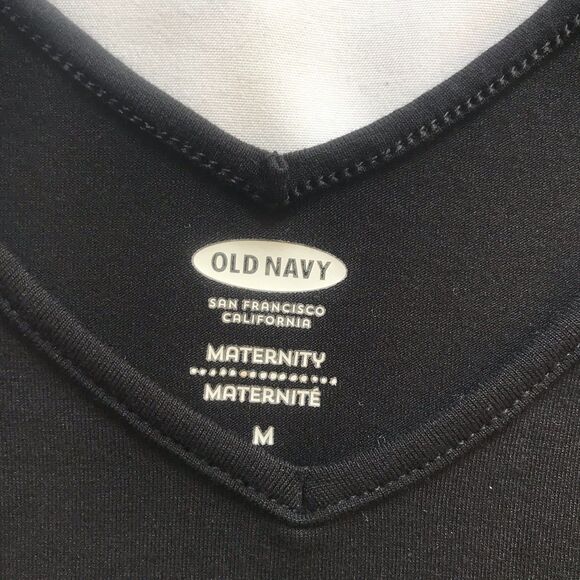 OLD NAVY
SAN FRANCISCO
CALIFORNIA
MATERNITY
MATERNITÉ
M